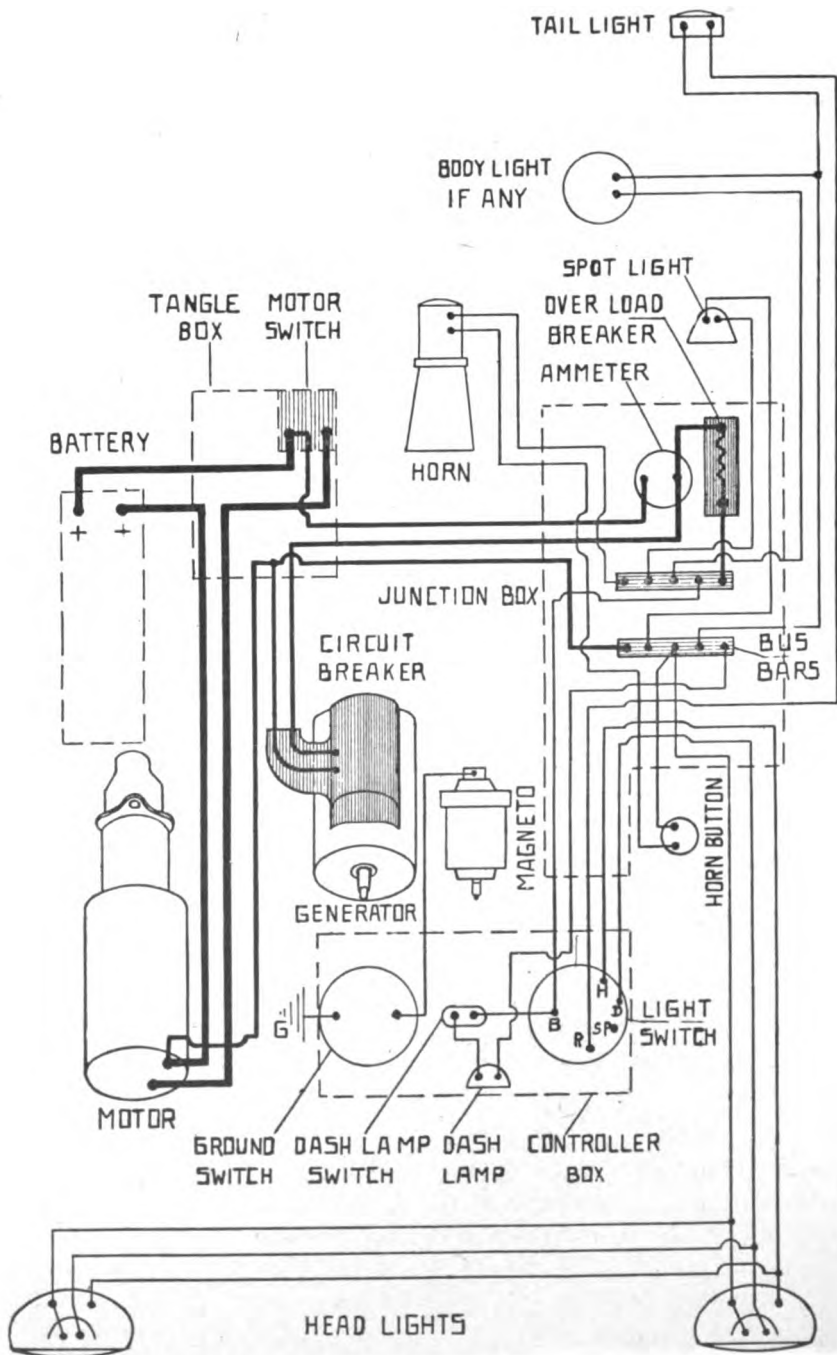 TAIL LIGHT
BODY LIGHT
IF ANY
SPOT LIGHT
TANGLE
BOX
MOTOR
SWITCH
OVER LOAD
BREAKER
AMMETER
BATTERY
HORN
+ +
JUNCTION BOX
CIRCUIT
BREAKER
BUS
BARS
MAGNETO
HORN BUTTON
GENERATOR
H
D
G
B
SP
R
LIGHT
SWITCH
MOTOR
GROUND
SWITCH
DASH LAMP
SWITCH
DASH
LAMP
CONTROLLER
BOX
HEAD LIGHTS